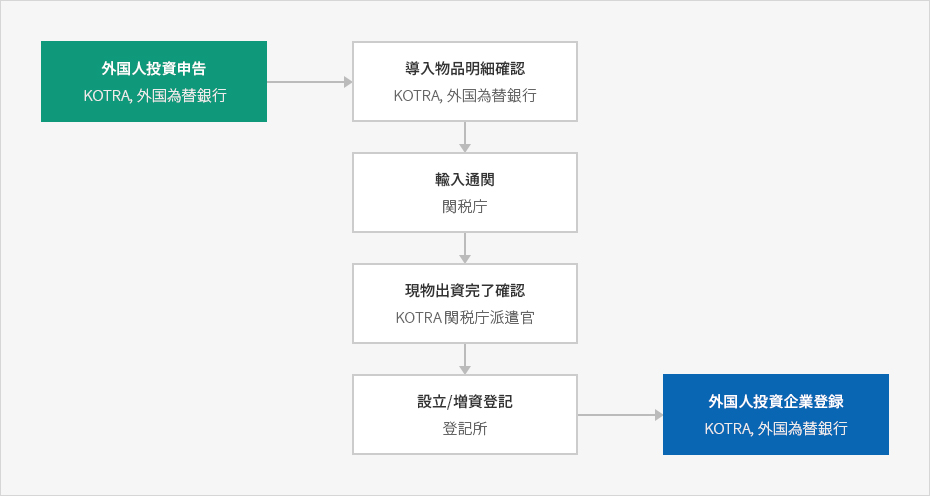 外国人投資申告
KOTRA, 外国為替銀行
導入物品明細確認
KOTRA, 外国為替銀行
輸入通関
関税庁
現物出資完了確認
KOTRA 関税庁派遣官
設立/増資登記
登記所
外国人投資企業登録
KOTRA, 外国為替銀行